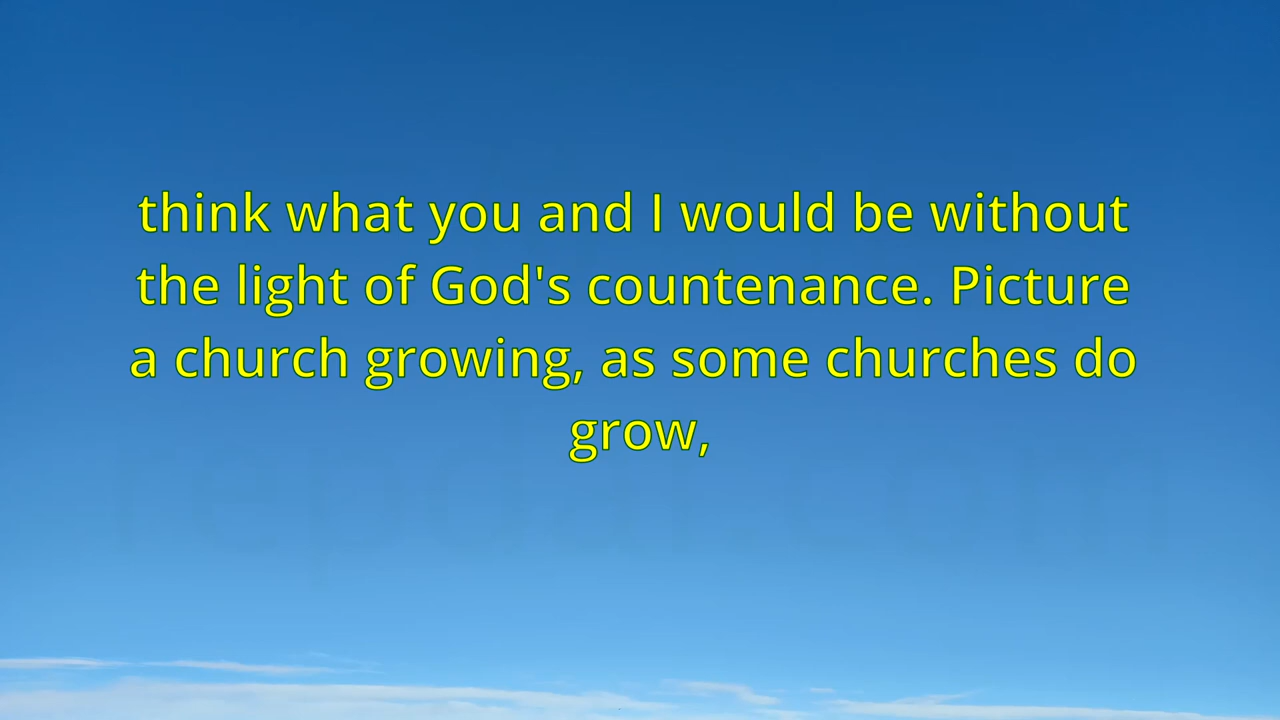 think what you and I would be without
the light of God's countenance. Picture
a church growing, as some churches do
grow,